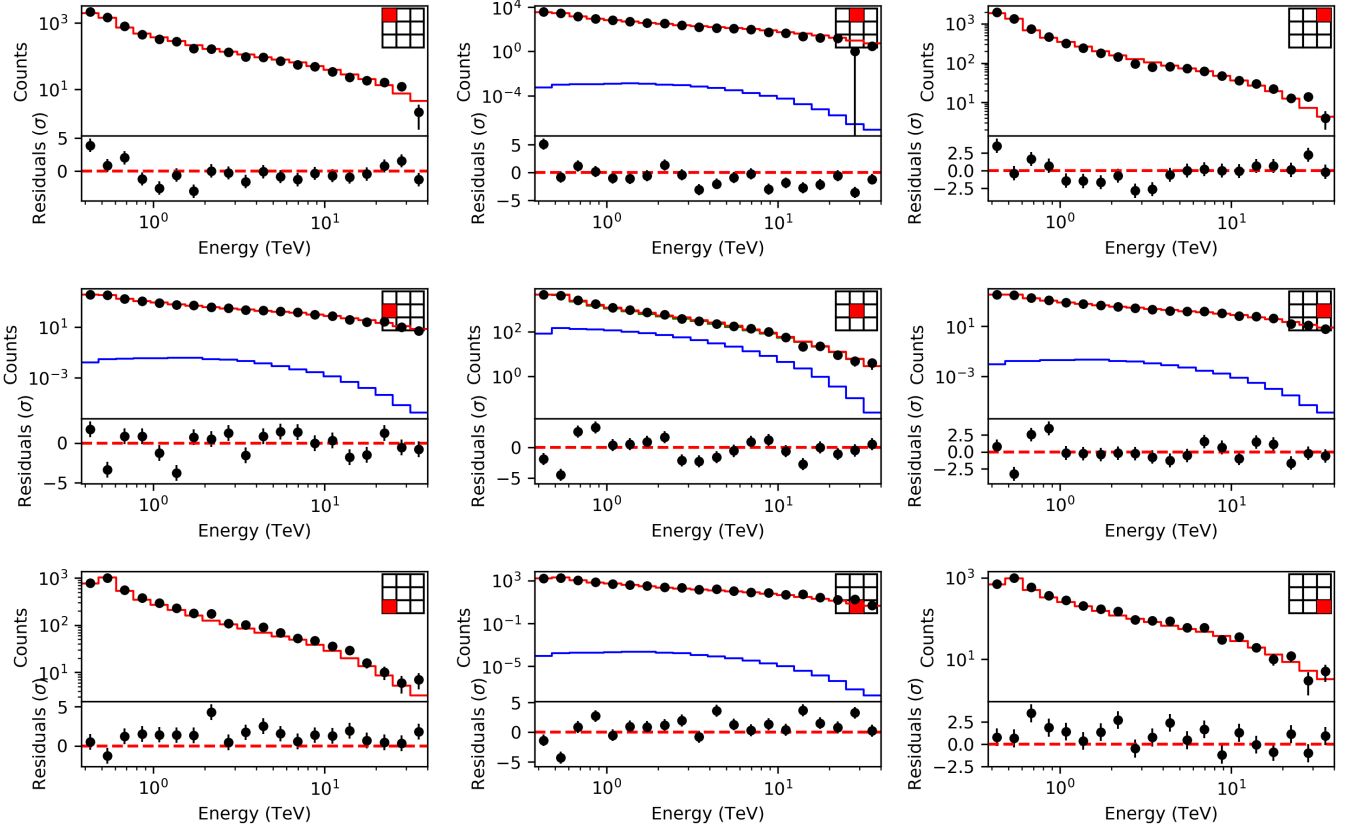 10³
10¹
Counts
5
0
Residuals (σ)
10⁰
10¹
Energy (TeV)
10⁴
10⁰
10⁻⁴
Counts
5
0
−5
Residuals (σ)
10⁰
10¹
Energy (TeV)
10³
10²
10¹
Counts
2.5
0.0
−2.5
Residuals (σ)
10⁰
10¹
Energy (TeV)
10¹
10⁻³
Counts
0
−5
Residuals (σ)
10⁰
10¹
Energy (TeV)
10²
10⁰
Counts
0
−5
Residuals (σ)
10⁰
10¹
Energy (TeV)
10¹
10⁻³
Counts
2.5
0.0
−2.5
Residuals (σ)
10⁰
10¹
Energy (TeV)
10³
10²
10¹
Counts
5
0
Residuals (σ)
10⁰
10¹
Energy (TeV)
10³
10⁻¹
10⁻⁵
Counts
5
0
−5
Residuals (σ)
10⁰
10¹
Energy (TeV)
10³
10¹
Counts
2.5
0.0
−2.5
Residuals (σ)
10⁰
10¹
Energy (TeV)